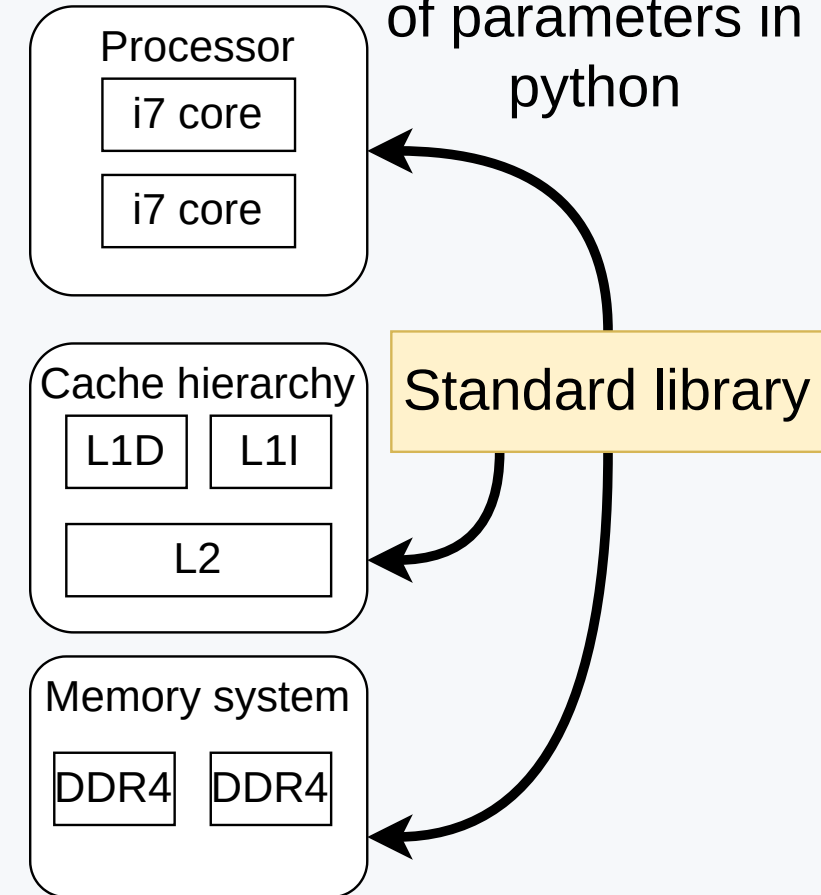 of parameters in
python
Processor
i7 core
i7 core
Standard library
Cache hierarchy
L1D L1I
L2
Memory system
DDR4 DDR4